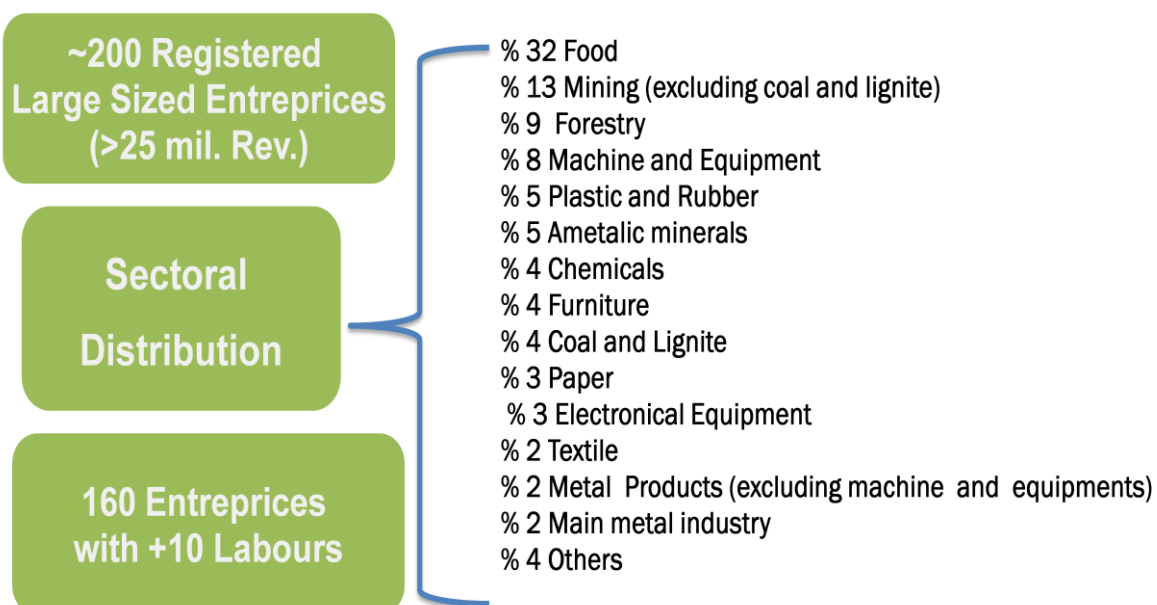 ~200 Registered
Large Sized Entreprices
(>25 mil. Rev.)
Sectoral
Distribution
160 Entreprices
with +10 Labours
% 32 Food
% 13 Mining (excluding coal and lignite)
% 9 Forestry
% 8 Machine and Equipment
% 5 Plastic and Rubber
% 5 Ametalic minerals
% 4 Chemicals
% 4 Furniture
% 4 Coal and Lignite
% 3 Paper
% 3 Electronical Equipment
% 2 Textile
% 2 Metal Products (excluding machine and equipments)
% 2 Main metal industry
% 4 Others